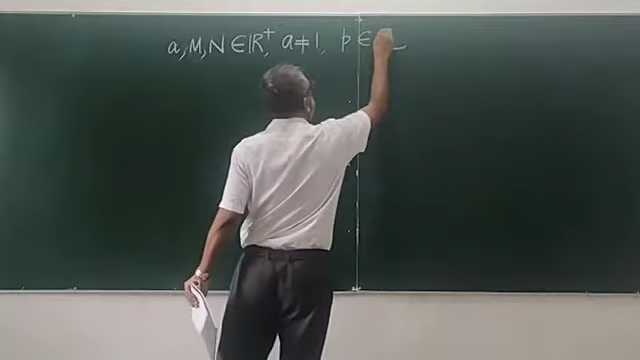 a, M, N ∈ ℝ⁺, a ≠ 1, p ∈